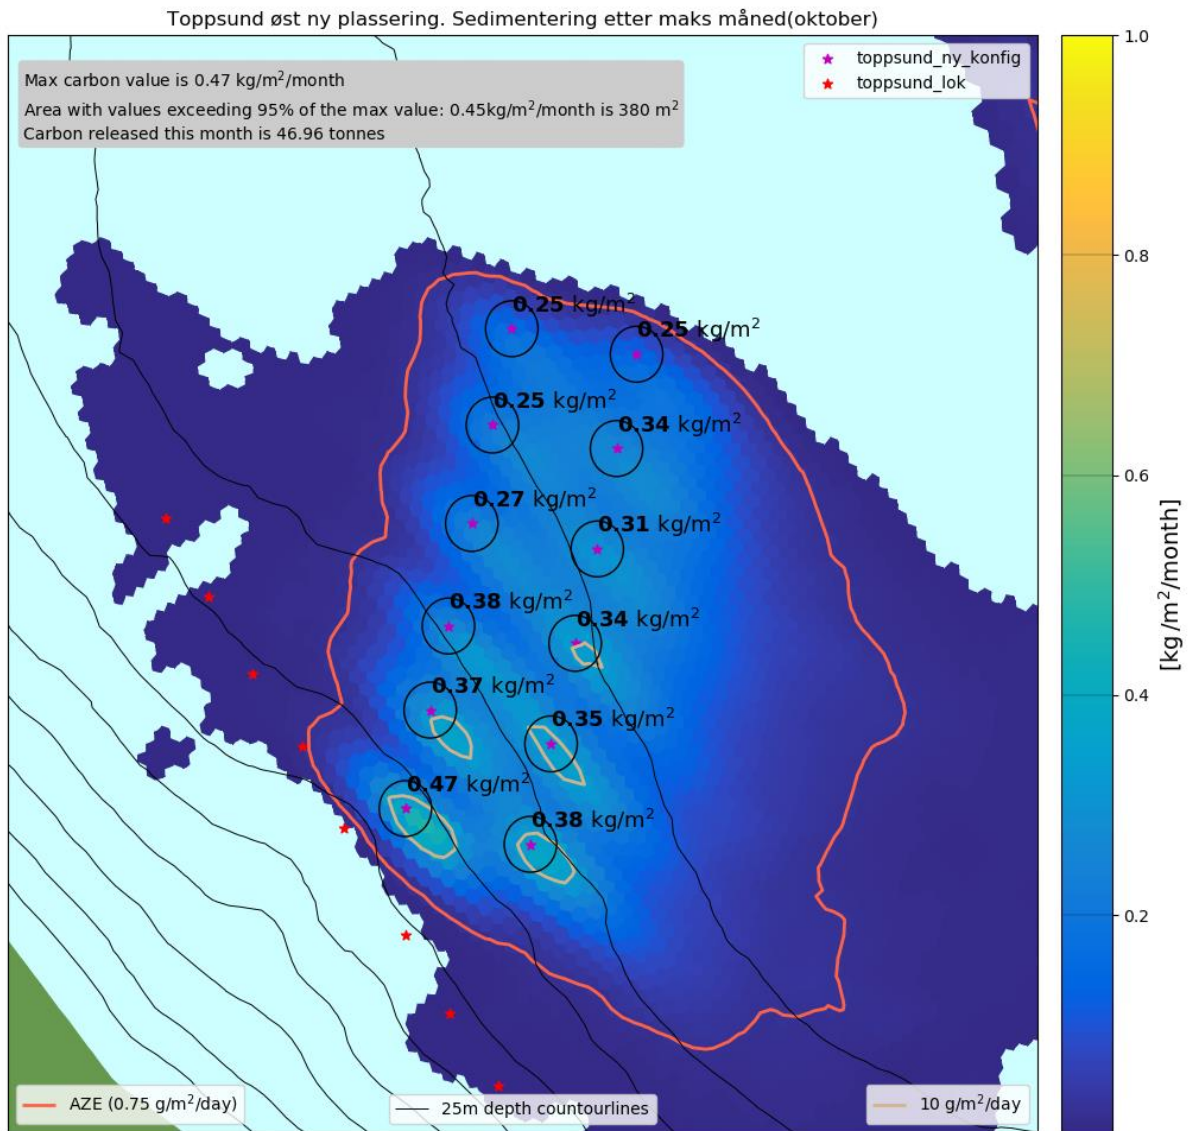 Toppsund øst ny plassering. Sedimentering etter maks måned(oktober)
Max carbon value is 0.47 kg/m²/month
Area with values exceeding 95% of the max value: 0.45kg/m²/month is 380 m²
Carbon released this month is 46.96 tonnes
toppsund_ny_konfig
toppsund_lok
1.0
0.8
0.6
0.4
0.2
[kg /m²/month]
0.25 kg/m²
0.25 kg/m²
0.25 kg/m²
0.34 kg/m²
0.27 kg/m²
0.31 kg/m²
0.38 kg/m²
0.34 kg/m²
0.37 kg/m²
0.35 kg/m²
0.47 kg/m²
0.38 kg/m²
AZE (0.75 g/m²/day)
25m depth countourlines
10 g/m²/day